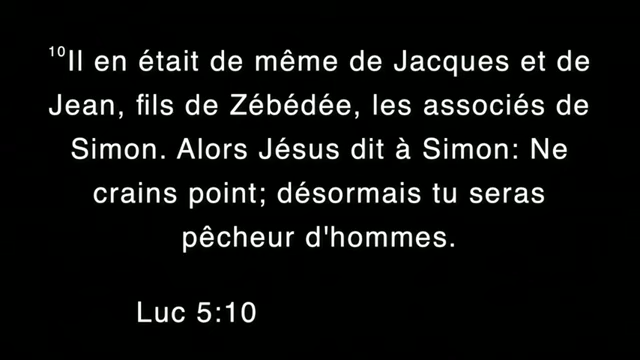 ¹⁰Il en était de même de Jacques et de
Jean, fils de Zébédée, les associés de
Simon. Alors Jésus dit à Simon: Ne
crains point; désormais tu seras
pêcheur d'hommes.
Luc 5:10